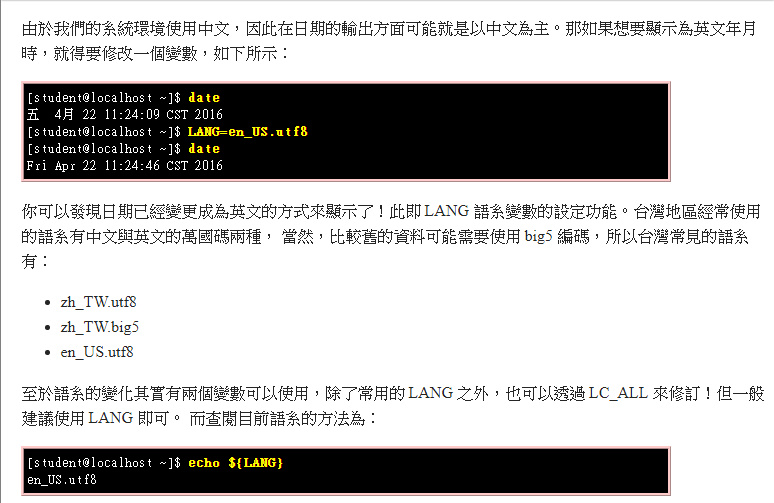 由於我們的系統環境使用中文，因此在日期的輸出方面可能就是以中文為主。那如果想要顯示為英文年月
時，就得要修改一個變數，如下所示：
[student@localhost ~]$ date
五  4月 22 11:24:09 CST 2016
[student@localhost ~]$ LANG=en_US.utf8
[student@localhost ~]$ date
Fri Apr 22 11:24:46 CST 2016
你可以發現日期已經變更成為英文的方式來顯示了！此即 LANG 語系變數的設定功能。台灣地區經常使用
的語系有中文與英文的萬國碼兩種， 當然，比較舊的資料可能需要使用 big5 編碼，所以台灣常見的語系
有：
• zh_TW.utf8
• zh_TW.big5
• en_US.utf8
至於語系的變化其實有兩個變數可以使用，除了常用的 LANG 之外，也可以透過 LC_ALL 來修訂！但一般
建議使用 LANG 即可。 而查閱目前語系的方法為：
[student@localhost ~]$ echo ${LANG}
en_US.utf8